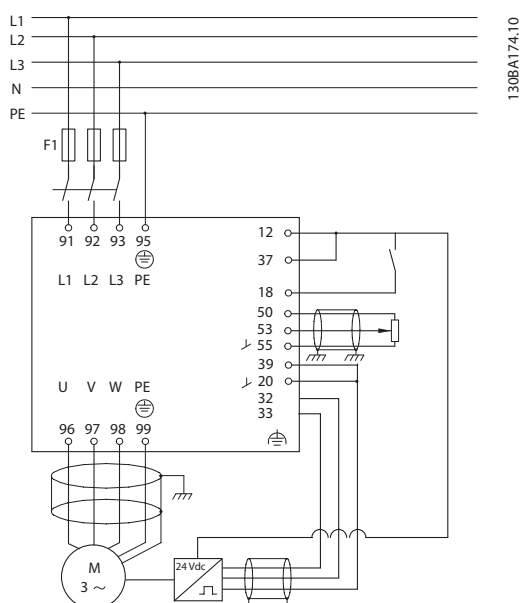 L1
L2
L3
N
PE
130BA174.10
F1
91 92 93 95
L1 L2 L3 PE
12
37
18
50
53
55
39
20
32
33
U V W PE
96 97 98 99
M
3 ~
24 Vdc